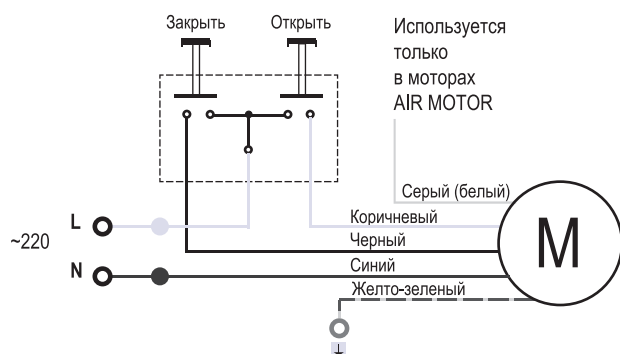 Закрыть
Открыть
Используется
только
в моторах
AIR MOTOR
Серый (белый)
L
Коричневый
~220
Черный
N
Синий
Желто-зеленый
M